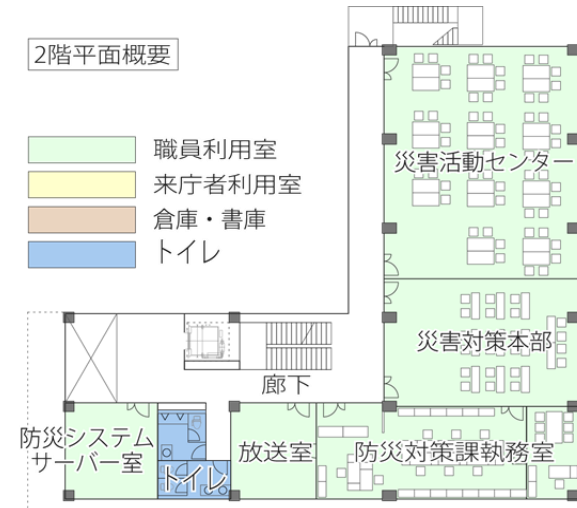 2階平面概要
職員利用室
来庁者利用室
倉庫・書庫
トイレ
災害活動センター
災害対策本部
廊下
防災システム
サーバー室
トイレ
放送室
防災対策課執務室